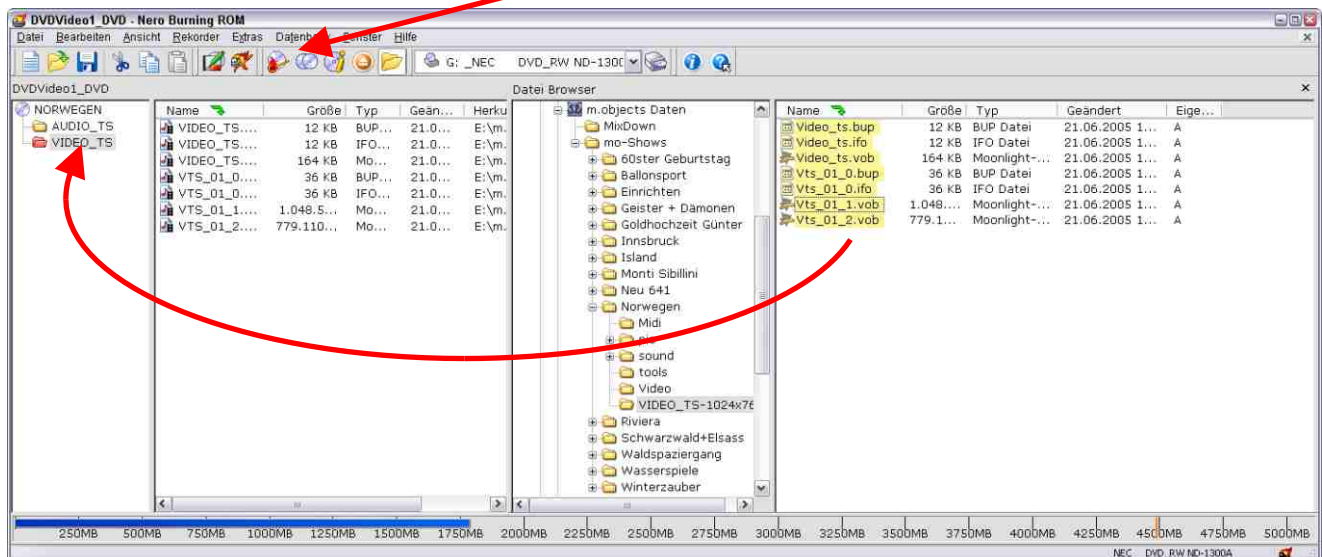 DVDVideo1_DVD - Nero Burning ROM
Datei Bearbeiten Ansicht Rekorder Extras Fenster Hilfe
G: _NEC DVD_RW ND-1300
DVDVideo1_DVD
Datei Browser
NORWEGEN
AUDIO_TS
VIDEO_TS
Name Größe Typ Geän... Herku
VIDEO_TS.... 12 KB BUP... 21.0... E:\m.
VIDEO_TS.... 12 KB IFO... 21.0... E:\m.
VIDEO_TS.... 164 KB Mo... 21.0... E:\m.
VTS_01_0.... 36 KB BUP... 21.0... E:\m.
VTS_01_0.... 36 KB IFO... 21.0... E:\m.
VTS_01_1.... 1.048.5... Mo... 21.0... E:\m.
VTS_01_2.... 779.110... Mo... 21.0... E:\m.
m.objects Daten
MixDown
mo-Shows
60ster Geburtstag
Ballonsport
Einrichten
Geister + Dämonen
Goldhochzeit Günter
Innsbruck
Island
Monti Sibillini
Neu 641
Norwegen
Midi
sound
tools
Video
VIDEO_TS-1024x76
Riviera
Schwarzwald+Elsass
Waldspaziergang
Wasserspiele
Winterzauber
Name Größe Typ Geändert Eige...
Video_ts.bup 12 KB BUP Datei 21.06.2005 1... A
Video_ts.ifo 12 KB IFO Datei 21.06.2005 1... A
Video_ts.vob 164 KB Moonlight-... 21.06.2005 1... A
Vts_01_0.bup 36 KB BUP Datei 21.06.2005 1... A
Vts_01_0.ifo 36 KB IFO Datei 21.06.2005 1... A
Vts_01_1.vob 1.048.... Moonlight-... 21.06.2005 1... A
Vts_01_2.vob 779.1... Moonlight-... 21.06.2005 1... A
250MB 500MB 750MB 1000MB 1250MB 1500MB 1750MB 2000MB 2250MB 2500MB 2750MB 3000MB 3250MB 3500MB 3750MB 4000MB 4250MB 4500MB 4750MB 5000MB
NEC DVD_RW ND-1300A